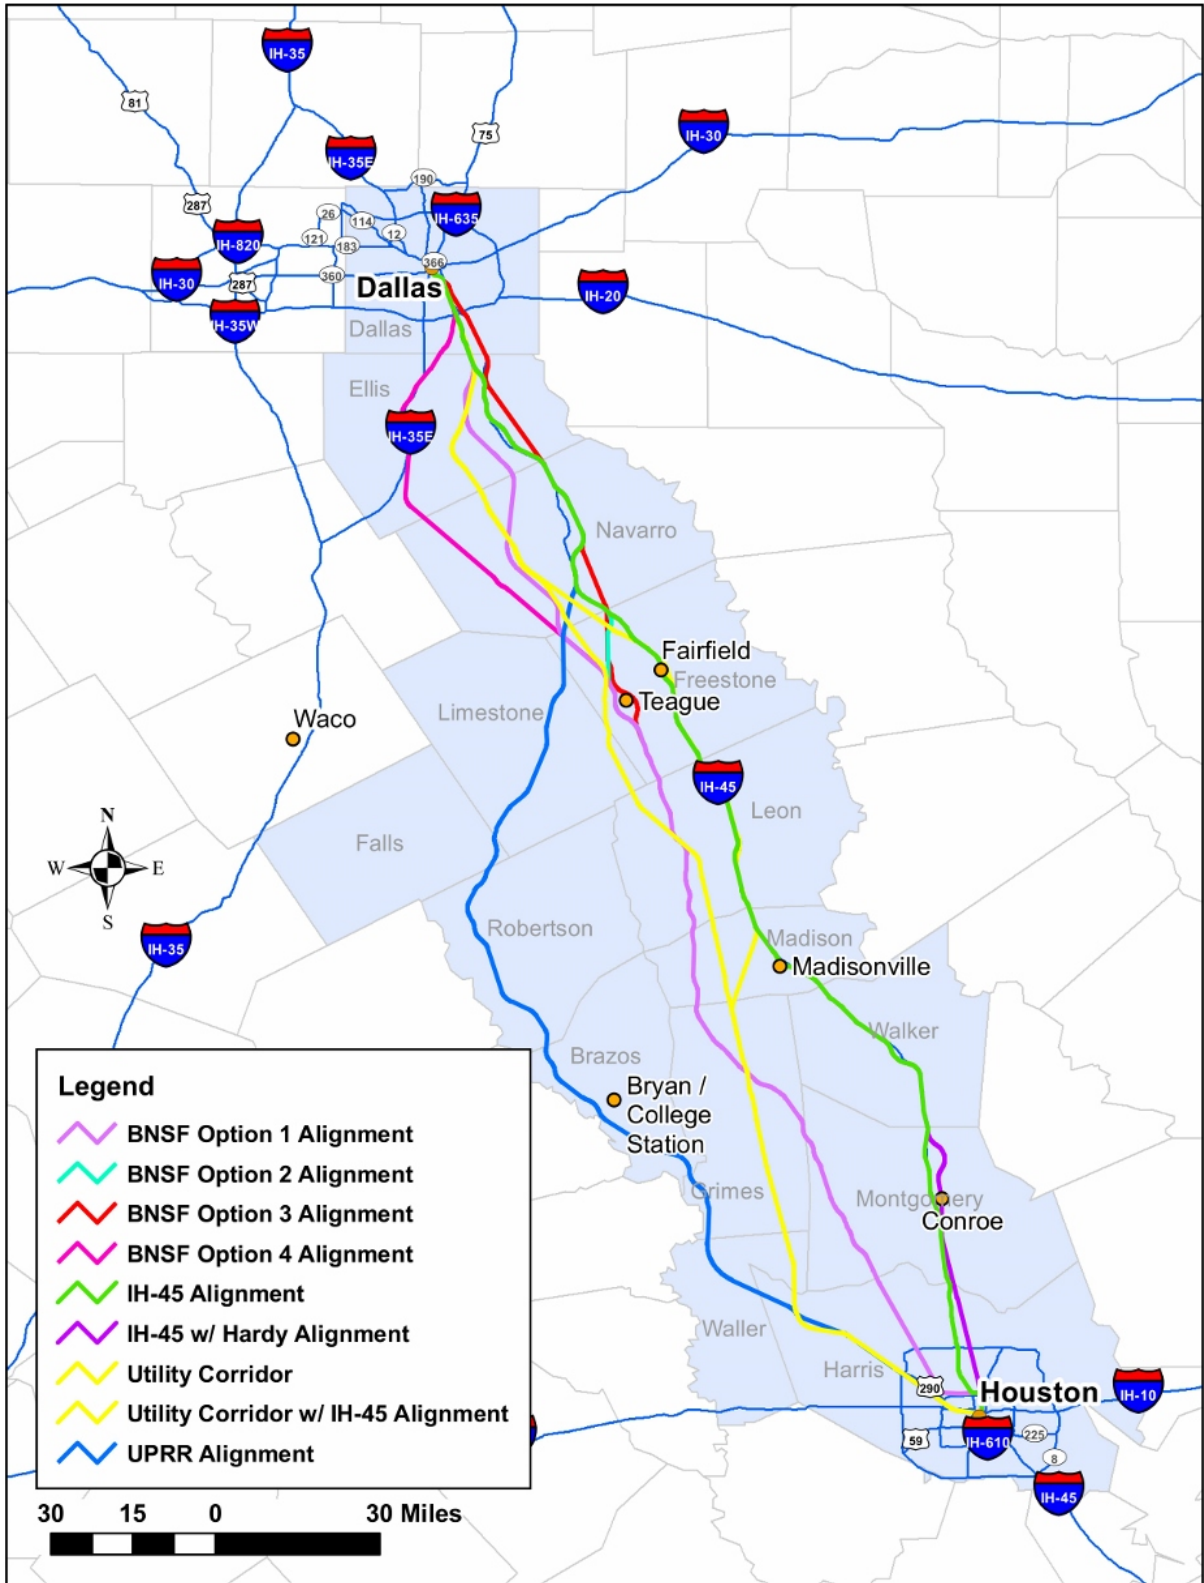 IH-35
81
75
IH-30
IH-35E
190
287
26
114
IH-635
121
183
12
IH-820
366
IH-30
287
360
Dallas
IH-20
IH-35W
Dallas
Ellis
IH-35E
Navarro
Fairfield
Freestone
Teague
Limestone
Waco
IH-45
Leon
N
W
E
S
Falls
Robertson
IH-35
Madison
Madisonville
Walker
Brazos
Bryan /
College
Station
Grimes
Montgomery
Conroe
Waller
Harris
290
Houston
IH-10
59
IH-610
225
8
IH-45
Legend
BNSF Option 1 Alignment
BNSF Option 2 Alignment
BNSF Option 3 Alignment
BNSF Option 4 Alignment
IH-45 Alignment
IH-45 w/ Hardy Alignment
Utility Corridor
Utility Corridor w/ IH-45 Alignment
UPRR Alignment
30 15 0 30 Miles